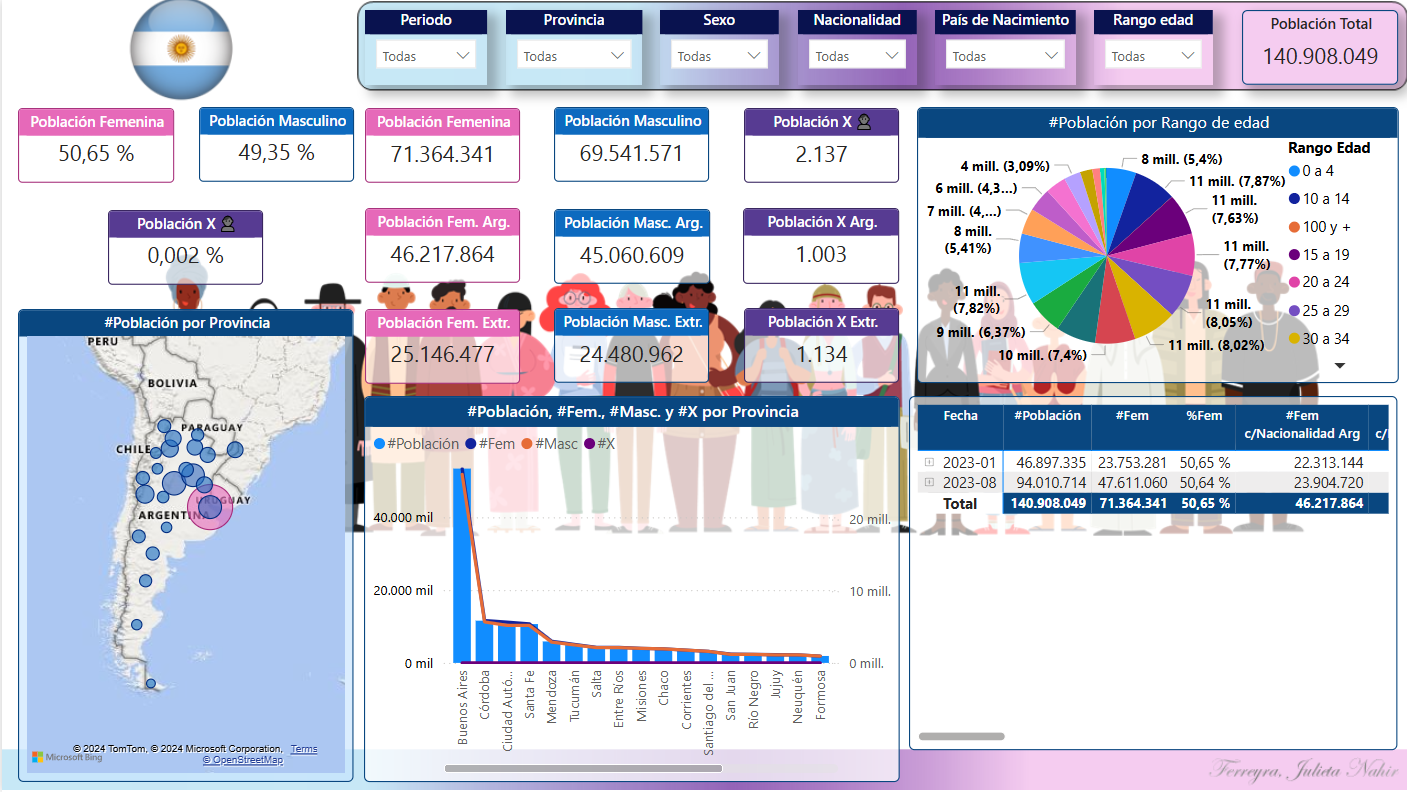 Periodo
Todas
Provincia
Todas
Sexo
Todas
Nacionalidad
Todas
País de Nacimiento
Todas
Rango edad
Todas
Población Total
140.908.049
Población Femenina
50,65 %
Población Masculino
49,35 %
Población Femenina
71.364.341
Población Masculino
69.541.571
Población X
2.137
Población X
0,002 %
Población Fem. Arg.
46.217.864
Población Masc. Arg.
45.060.609
Población X Arg.
1.003
Población Fem. Extr.
25.146.477
Población Masc. Extr.
24.480.962
Población X Extr.
1.134
#Población por Rango de edad
8 mill. (5,4%)
11 mill. (7,87%)
11 mill.
(7,63%)
11 mill.
(7,77%)
11 mill.
(8,05%)
11 mill. (8,02%)
10 mill. (7,4%)
9 mill. (6,37%)
11 mill.
(7,82%)
8 mill.
(5,41%)
7 mill. (4,...)
6 mill. (4,3...)
4 mill. (3,09%)
Rango Edad
0 a 4
10 a 14
100 y +
15 a 19
20 a 24
25 a 29
30 a 34
#Población por Provincia
PERU
BOLIVIA
PARAGUAY
CHILE
URUGUAY
ARGENTINA
Microsoft Bing
© 2024 TomTom, © 2024 Microsoft Corporation, Terms
© OpenStreetMap
#Población, #Fem., #Masc. y #X por Provincia
#Población #Fem #Masc #X
40.000 mil
20.000 mil
0 mil
20 mill.
10 mill.
0 mill.
Buenos Aires
Córdoba
Ciudad Autó...
Santa Fe
Mendoza
Tucumán
Salta
Entre Ríos
Misiones
Chaco
Corrientes
Santiago del ...
San Juan
Río Negro
Jujuy
Neuquén
Formosa
Fecha #Población #Fem %Fem #Fem
c/Nacionalidad Arg
2023-01 46.897.335 23.753.281 50,65 % 22.313.144
2023-08 94.010.714 47.611.060 50,64 % 23.904.720
Total 140.908.049 71.364.341 50,65 % 46.217.864
Ferreyra, Julieta Nahir